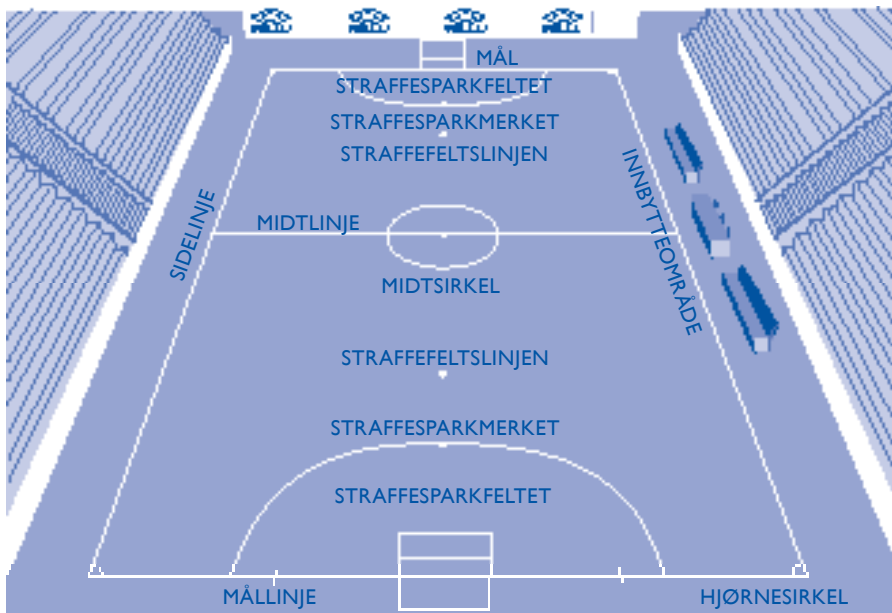 MÅL
STRAFFESPARKFELTET
STRAFFESPARKMERKET
STRAFFEFELTSLINJEN
INNBYTTEOMRÅDE
SIDELINJE
MIDTLINJE
MIDTSIRKEL
STRAFFEFELTSLINJEN
STRAFFESPARKMERKET
STRAFFESPARKFELTET
MÅLLINJE
HJØRNESIRKEL